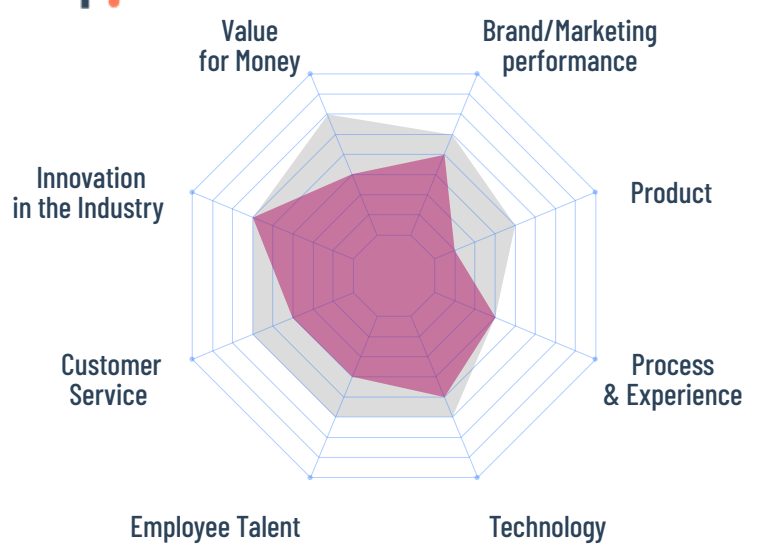 Value
for Money
Brand/Marketing
performance
Innovation
in the Industry
Product
Customer
Service
Process
& Experience
Employee Talent
Technology